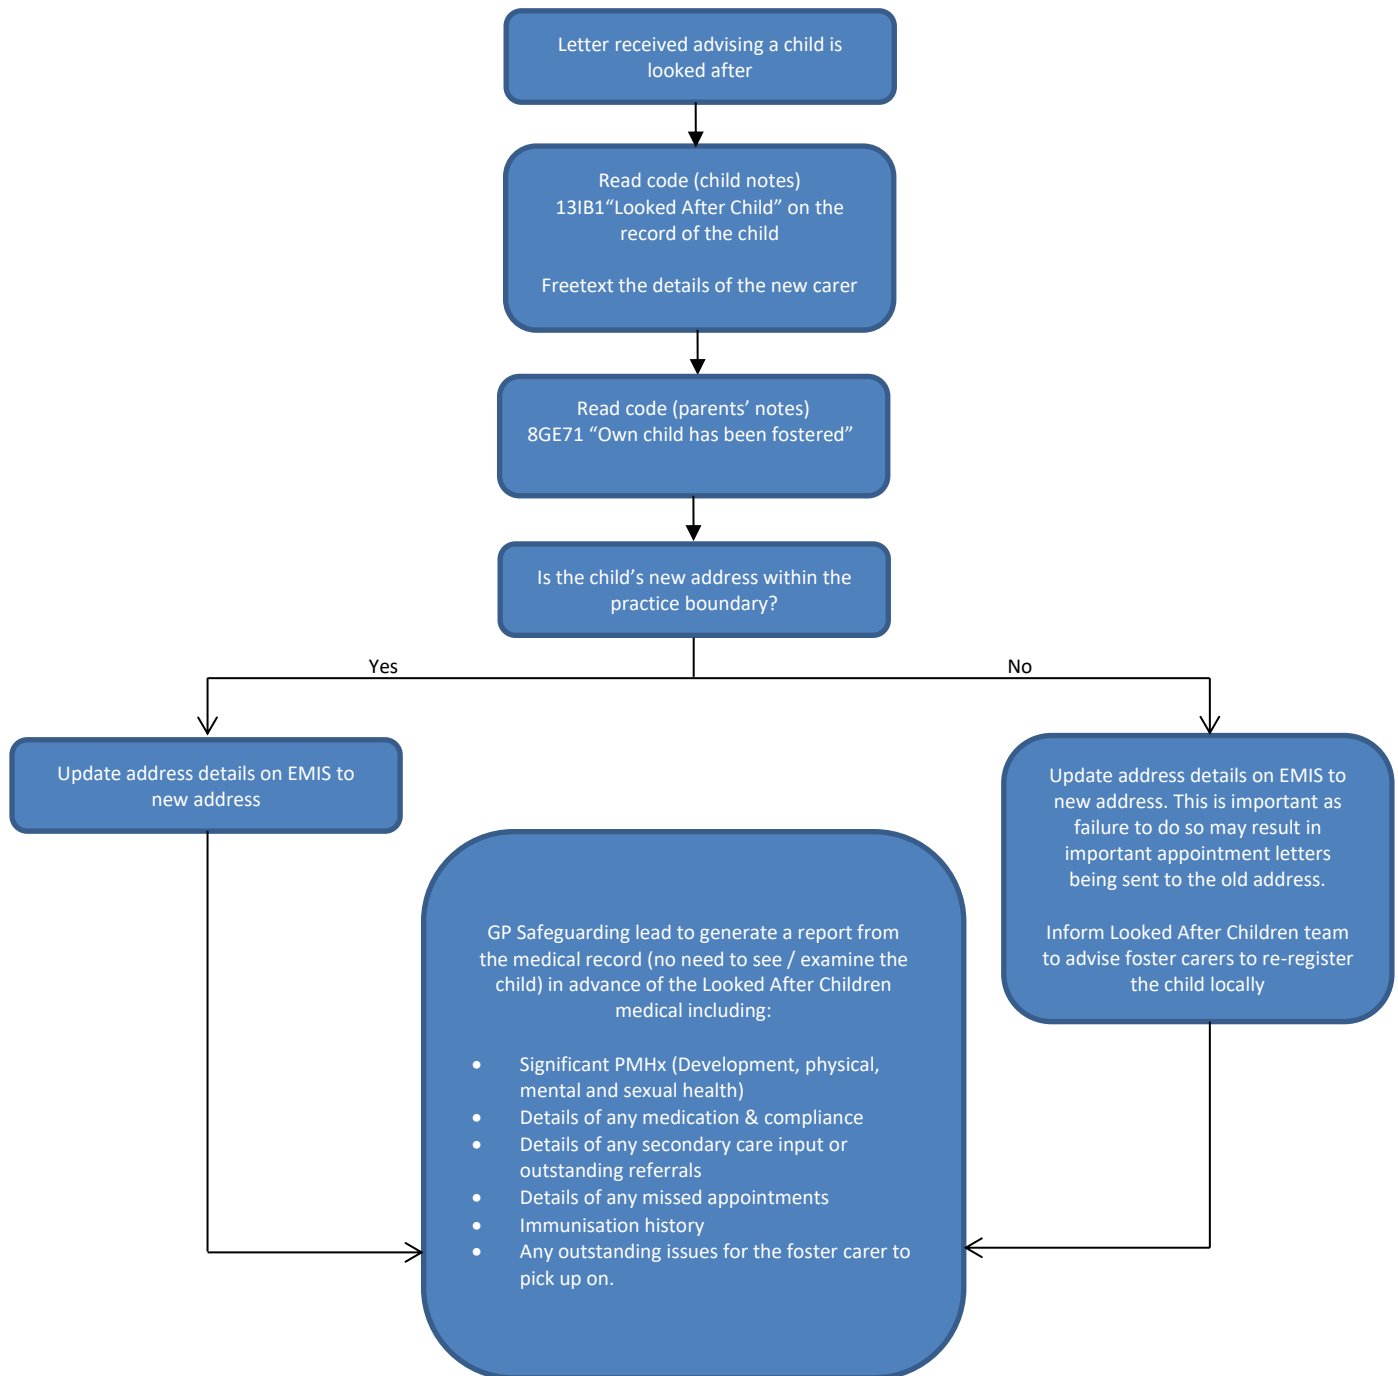 Letter received advising a child is
looked after
Read code (child notes)
13IB1“Looked After Child” on the
record of the child
Freetext the details of the new carer
Read code (parents’ notes)
8GE71 “Own child has been fostered”
Is the child’s new address within the
practice boundary?
Yes
No
Update address details on EMIS to
new address
Update address details on EMIS to
new address. This is important as
failure to do so may result in
important appointment letters
being sent to the old address.
Inform Looked After Children team
to advise foster carers to re-register
the child locally
GP Safeguarding lead to generate a report from
the medical record (no need to see / examine the
child) in advance of the Looked After Children
medical including:
• Significant PMHx (Development, physical,
mental and sexual health)
• Details of any medication & compliance
• Details of any secondary care input or
outstanding referrals
• Details of any missed appointments
• Immunisation history
• Any outstanding issues for the foster carer to
pick up on.